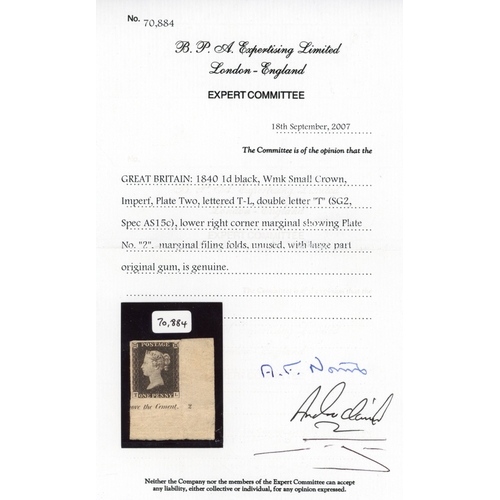 No. 70,884
B. P. A. Expertising Limited
London - England
EXPERT COMMITTEE
18th September, 2007
The Committee is of the opinion that the
GREAT BRITAIN: 1840 1d black, Wmk Small Crown,
Imperf, Plate Two, lettered T-L, double letter "T" (SG2,
Spec AS15c), lower right corner marginal showing Plate
No. "2", marginal filing folds, unused, with large part
original gum, is genuine.
70,884
POSTAGE
T ONE PENNY L
the Cement. 2
Neither the Company nor the members of the Expert Committee can accept
any liability, either collective or individual, for any opinion expressed.